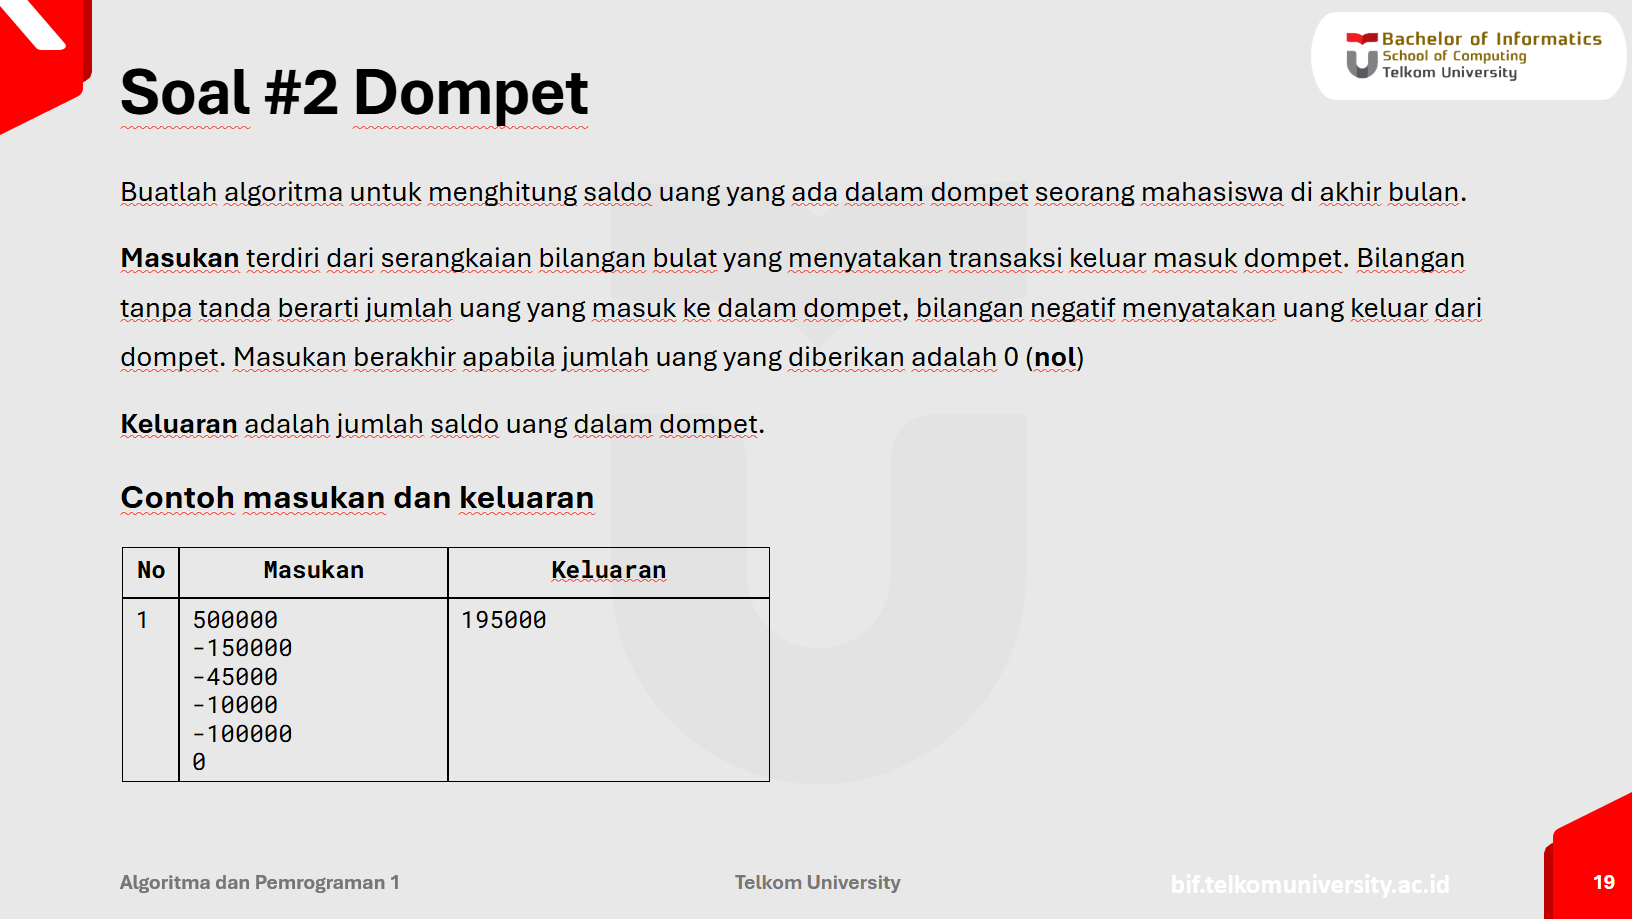 Bachelor of Informatics
School of Computing
Telkom University
Soal #2 Dompet
Buatlah algoritma untuk menghitung saldo uang yang ada dalam dompet seorang mahasiswa di akhir bulan.
Masukan terdiri dari serangkaian bilangan bulat yang menyatakan transaksi keluar masuk dompet. Bilangan
tanpa tanda berarti jumlah uang yang masuk ke dalam dompet, bilangan negatif menyatakan uang keluar dari
dompet. Masukan berakhir apabila jumlah uang yang diberikan adalah 0 (nol)
Keluaran adalah jumlah saldo uang dalam dompet.
Contoh masukan dan keluaran
No Masukan Keluaran
1 500000 195000
-150000
-45000
-10000
-100000
0
Algoritma dan Pemrograman 1 Telkom University bif.telkomuniversity.ac.id 19